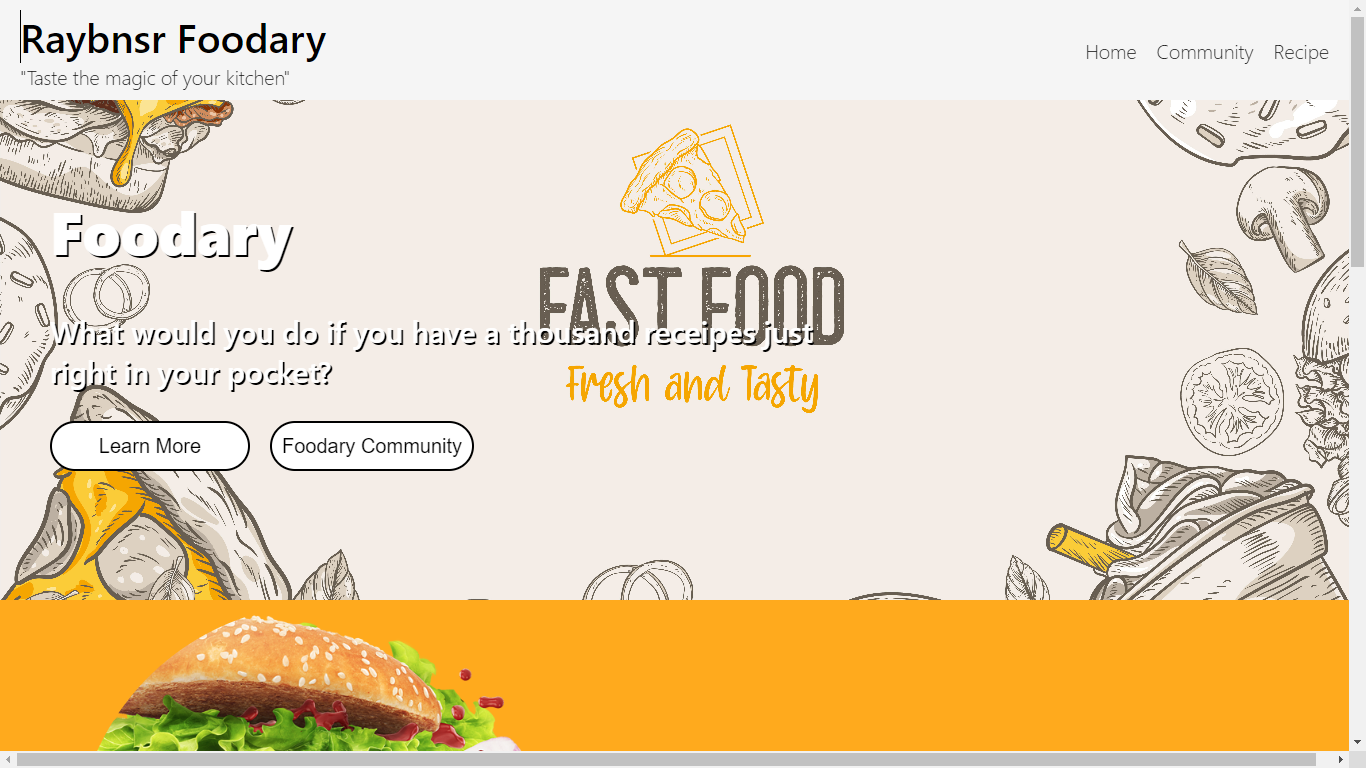 Raybnsr Foodary
"Taste the magic of your kitchen"
Home Community Recipe
Foodary
FAST FOOD
What would you do if you have a thousand receipes just
right in your pocket?
Fresh and Tasty
Learn More Foodary Community